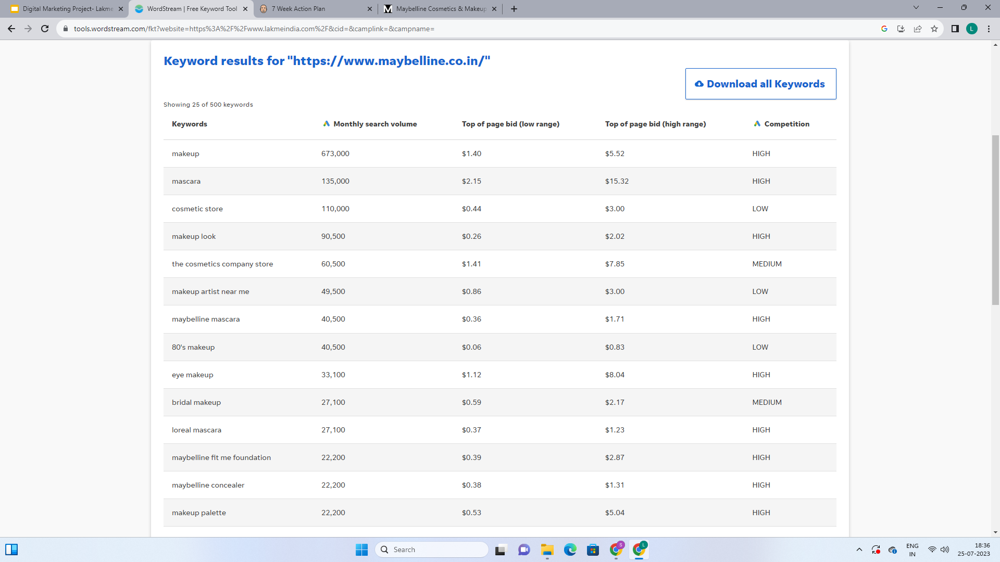 Digital Marketing Project- Lakme
WordStream | Free Keyword Tool
7 Week Action Plan
Maybelline Cosmetics & Makeup
tools.wordstream.com/fkt?website=https%3A%2F%2Fwww.lakmeindia.com%2F&cid=&camplink=&campname=
L
Keyword results for "https://www.maybelline.co.in/"
Download all Keywords
Showing 25 of 500 keywords
Keywords Monthly search volume Top of page bid (low range) Top of page bid (high range) Competition
makeup 673,000 $1.40 $5.52 HIGH
mascara 135,000 $2.15 $15.32 HIGH
cosmetic store 110,000 $0.44 $3.00 LOW
makeup look 90,500 $0.26 $2.02 HIGH
the cosmetics company store 60,500 $1.41 $7.85 MEDIUM
makeup artist near me 49,500 $0.86 $3.00 LOW
maybelline mascara 40,500 $0.36 $1.71 HIGH
80's makeup 40,500 $0.06 $0.83 LOW
eye makeup 33,100 $1.12 $8.04 HIGH
bridal makeup 27,100 $0.59 $2.17 MEDIUM
loreal mascara 27,100 $0.37 $1.23 HIGH
maybelline fit me foundation 22,200 $0.39 $2.87 HIGH
maybelline concealer 22,200 $0.38 $1.31 HIGH
makeup palette 22,200 $0.53 $5.04 HIGH
Search
S
L
ENG
IN
18:36
25-07-2023